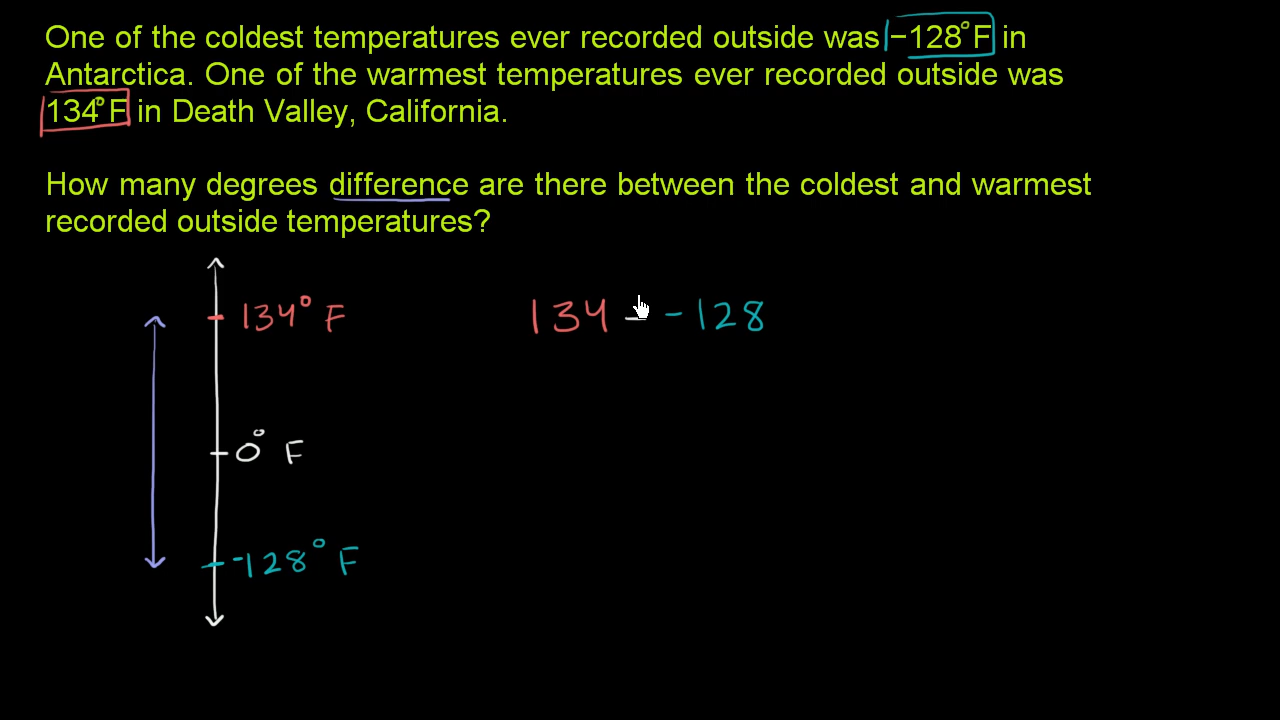 One of the coldest temperatures ever recorded outside was −128°F in
Antarctica. One of the warmest temperatures ever recorded outside was
134°F in Death Valley, California.
How many degrees difference are there between the coldest and warmest
recorded outside temperatures?
134° F
134 - -128
0° F
-128° F